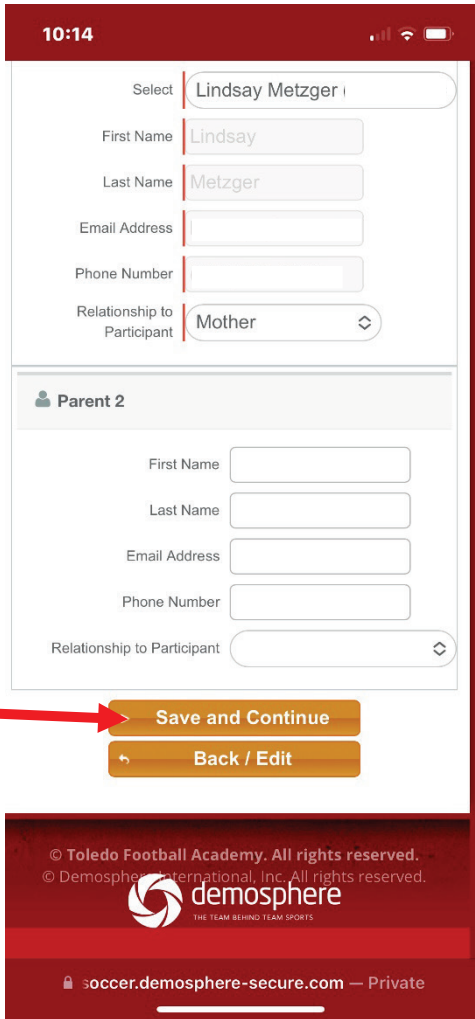 10:14
Select Lindsay Metzger (
First Name Lindsay
Last Name Metzger
Email Address
Phone Number
Relationship to
Participant Mother
Parent 2
First Name
Last Name
Email Address
Phone Number
Relationship to Participant
Save and Continue
Back / Edit
© Toledo Football Academy. All rights reserved.
© Demosphere International, Inc. All rights reserved.
demosphere
THE TEAM BEHIND TEAM SPORTS
soccer.demosphere-secure.com — Private